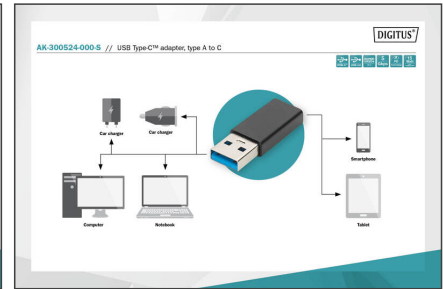 DIGITUS®
AK-300524-000-S // USB Type-C™ adapter, type A to C
Car charger
Car charger
Smartphone
Computer
Notebook
Tablet